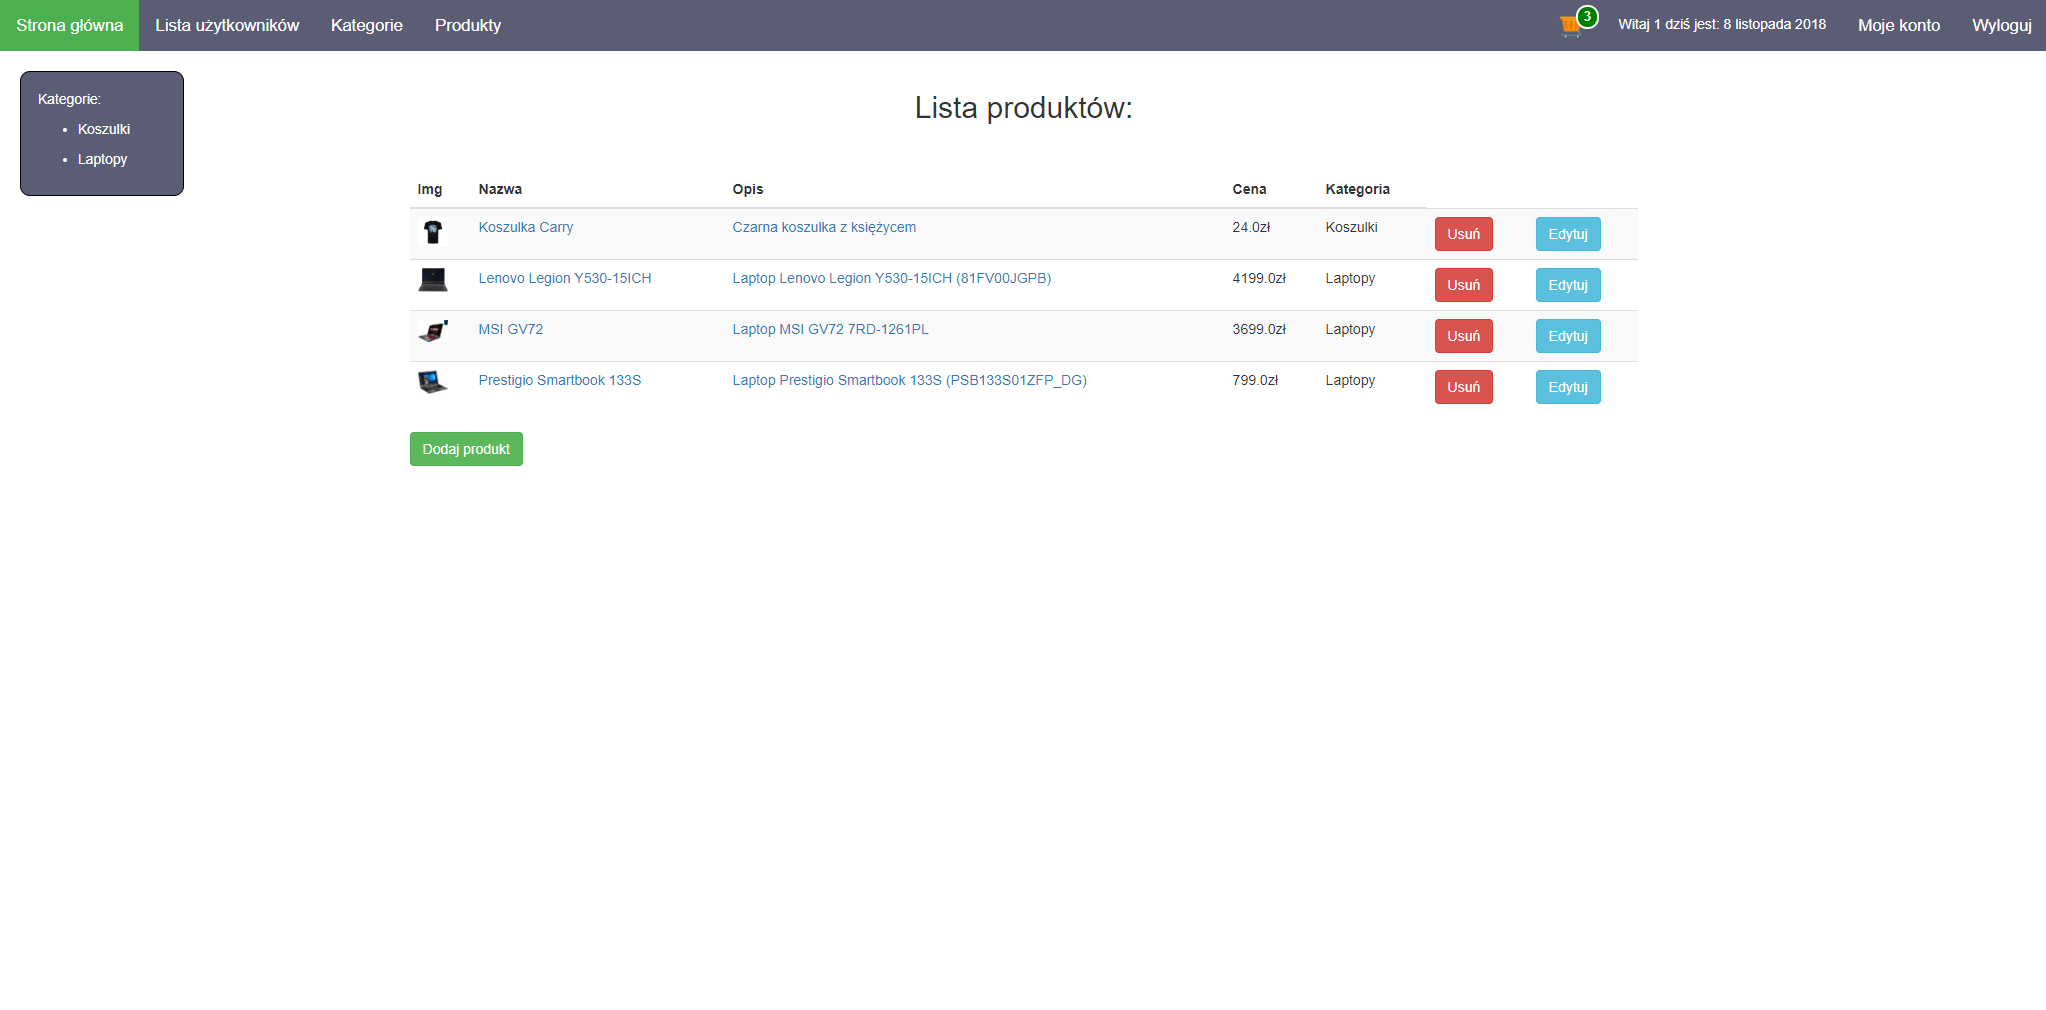 Strona główna Lista użytkowników Kategorie Produkty 3 Witaj 1 dziś jest: 8 listopada 2018 Moje konto Wyloguj
Kategorie:
Koszulki
Laptopy
Lista produktów:
Img Nazwa Opis Cena Kategoria
Koszulka Carry Czarna koszulka z księżycem 24.0zł Koszulki Usuń Edytuj
Lenovo Legion Y530-15ICH Laptop Lenovo Legion Y530-15ICH (81FV00JGPB) 4199.0zł Laptopy Usuń Edytuj
MSI GV72 Laptop MSI GV72 7RD-1261PL 3699.0zł Laptopy Usuń Edytuj
Prestigio Smartbook 133S Laptop Prestigio Smartbook 133S (PSB133S01ZFP_DG) 799.0zł Laptopy Usuń Edytuj
Dodaj produkt